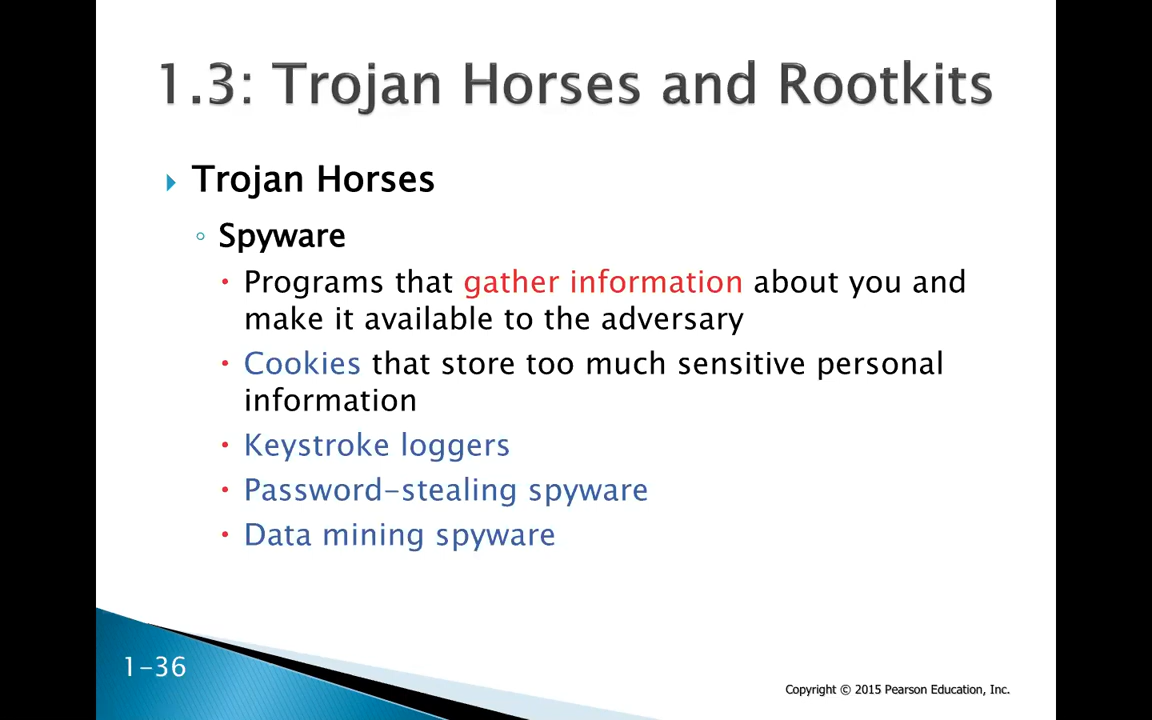 1.3: Trojan Horses and Rootkits
Trojan Horses
Spyware
Programs that gather information about you and
make it available to the adversary
Cookies that store too much sensitive personal
information
Keystroke loggers
Password-stealing spyware
Data mining spyware
1-36
Copyright © 2015 Pearson Education, Inc.